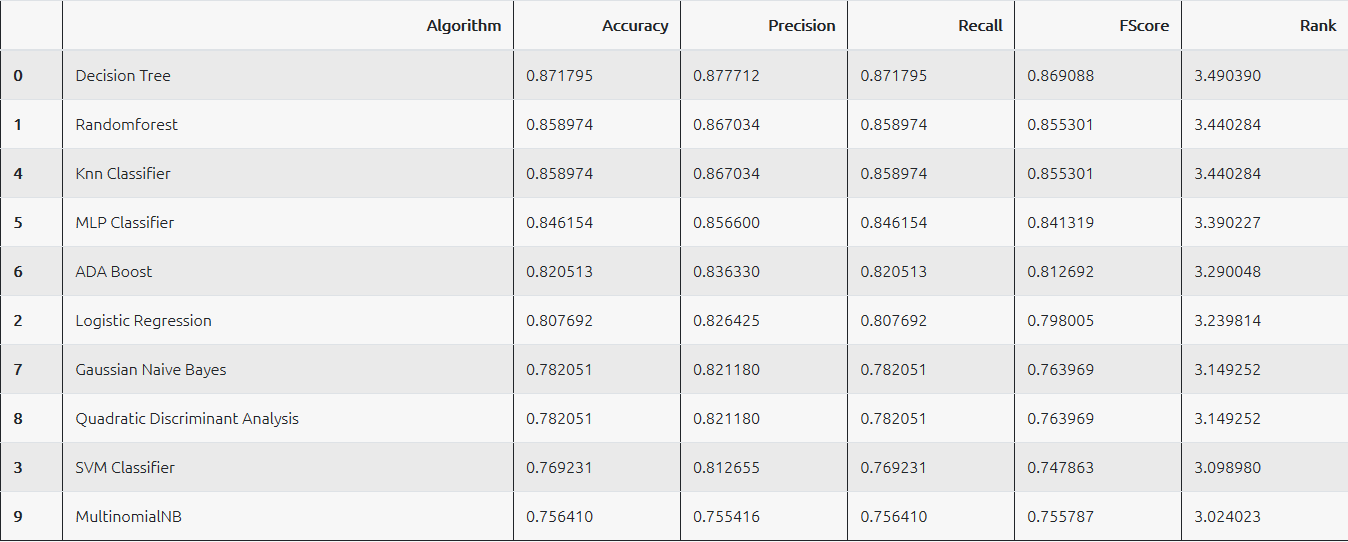 Algorithm Accuracy Precision Recall FScore Rank
0 Decision Tree 0.871795 0.877712 0.871795 0.869088 3.490390
1 Randomforest 0.858974 0.867034 0.858974 0.855301 3.440284
4 Knn Classifier 0.858974 0.867034 0.858974 0.855301 3.440284
5 MLP Classifier 0.846154 0.856600 0.846154 0.841319 3.390227
6 ADA Boost 0.820513 0.836330 0.820513 0.812692 3.290048
2 Logistic Regression 0.807692 0.826425 0.807692 0.798005 3.239814
7 Gaussian Naive Bayes 0.782051 0.821180 0.782051 0.763969 3.149252
8 Quadratic Discriminant Analysis 0.782051 0.821180 0.782051 0.763969 3.149252
3 SVM Classifier 0.769231 0.812655 0.769231 0.747863 3.098980
9 MultinomialNB 0.756410 0.755416 0.756410 0.755787 3.024023